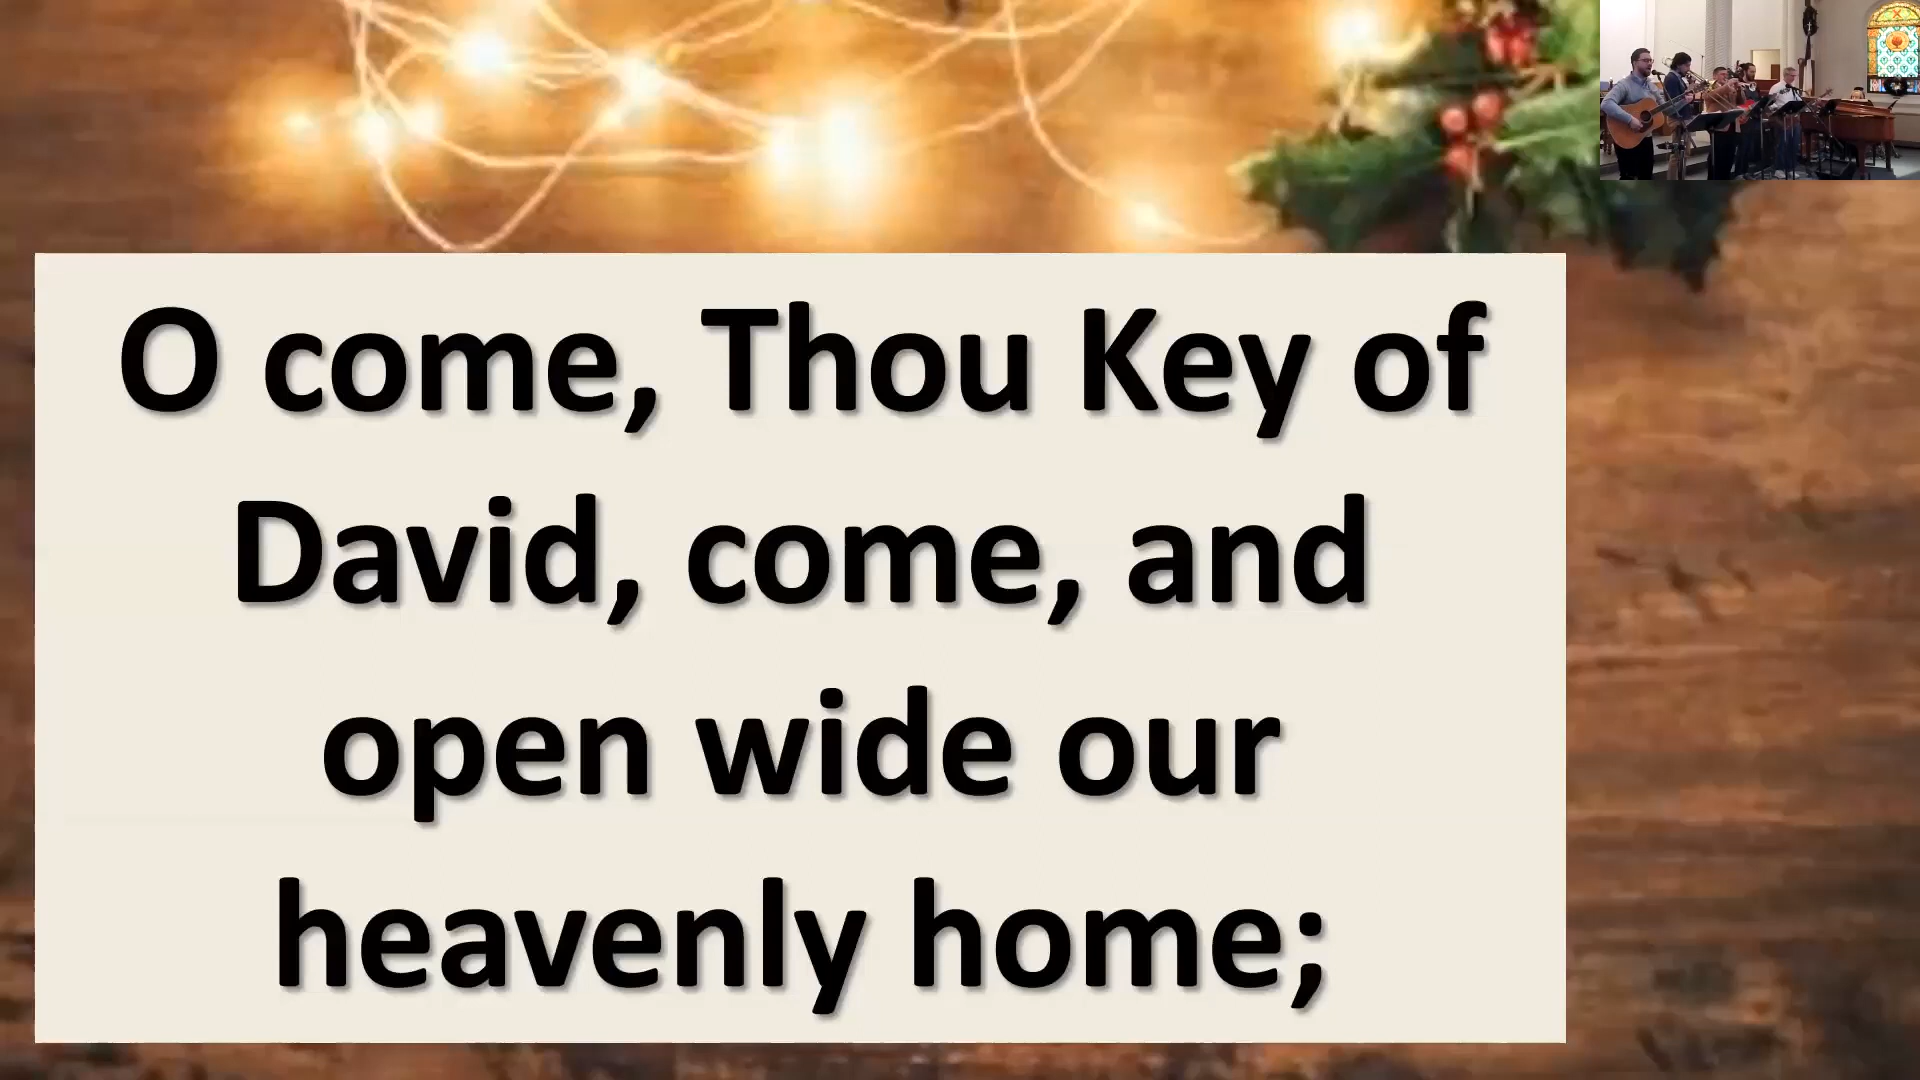 O come, Thou Key of
David, come, and
open wide our
heavenly home;